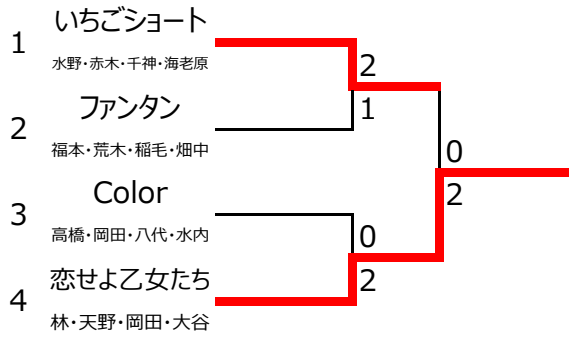 1
いちごショート
水野・赤木・千神・海老原
2
ファンタン
福本・荒木・稲毛・畑中
3
Color
高橋・岡田・八代・水内
4
恋せよ乙女たち
林・天野・岡田・大谷
2
1
0
2
0
2